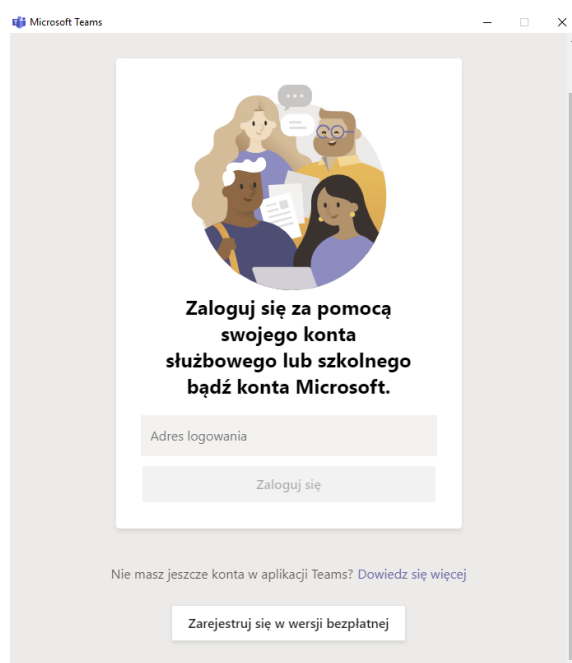 Microsoft Teams
Zaloguj się za pomocą
swojego konta
służbowego lub szkolnego
bądź konta Microsoft.
Adres logowania
Zaloguj się
Nie masz jeszcze konta w aplikacji Teams? Dowiedz się więcej
Zarejestruj się w wersji bezpłatnej